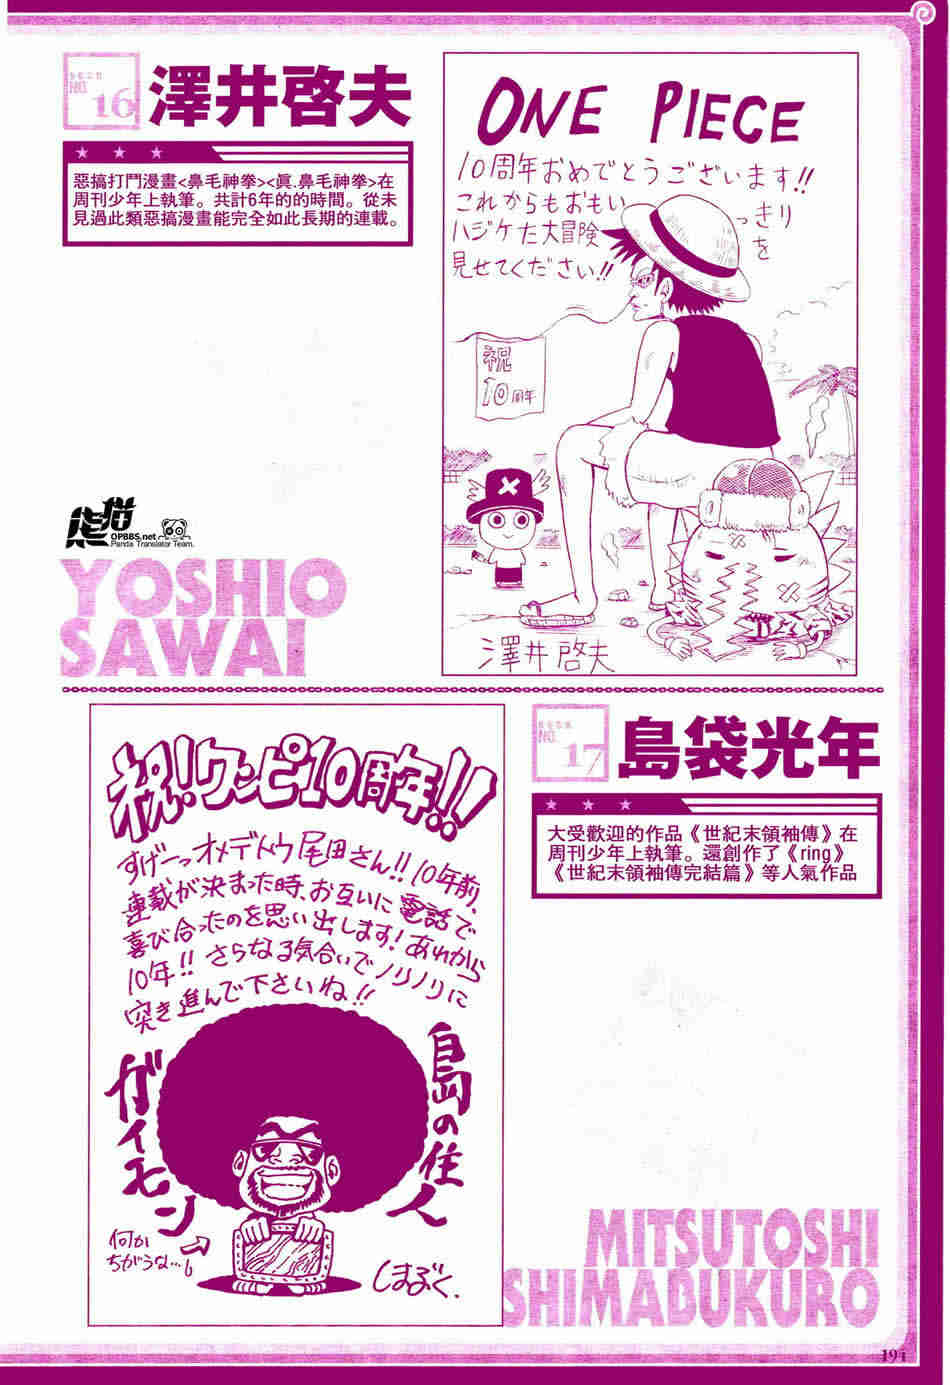 NO. 16
澤井啓夫
惡搞打鬥漫畫<鼻毛神拳><眞.鼻毛神拳>在
周刊少年上執筆。共計6年的的時間。從未
見過此類惡搞漫畫能完全如此長期的連載。
ONE PIECE
10周年おめでとうございます!!
これからもおもいっきり
ハジケた大冒険を
見せてください!!
祝
10周年
澤井啓夫
熊猫
OPBBS.net
Panda Translator Team.
YOSHIO
SAWAI
祝!ワンピ10周年!!
すげーっオメデトウ尾田さん!!10年前、
連載が決まった時、お互いに電話で
喜び合ったのを思い出します!あれから
10年!!さらなる気合いでノリノリに
突き進んで下さいね!!
島の住人
ガイモン
何か
ちがうな…
しまぶく.
NO. 17
島袋光年
大受歡迎的作品《世紀末領袖傳》在
周刊少年上執筆。還創作了《ring》
《世紀末領袖傳完結篇》等人氣作品
MITSUTOSHI
SHIMABUKURO
194